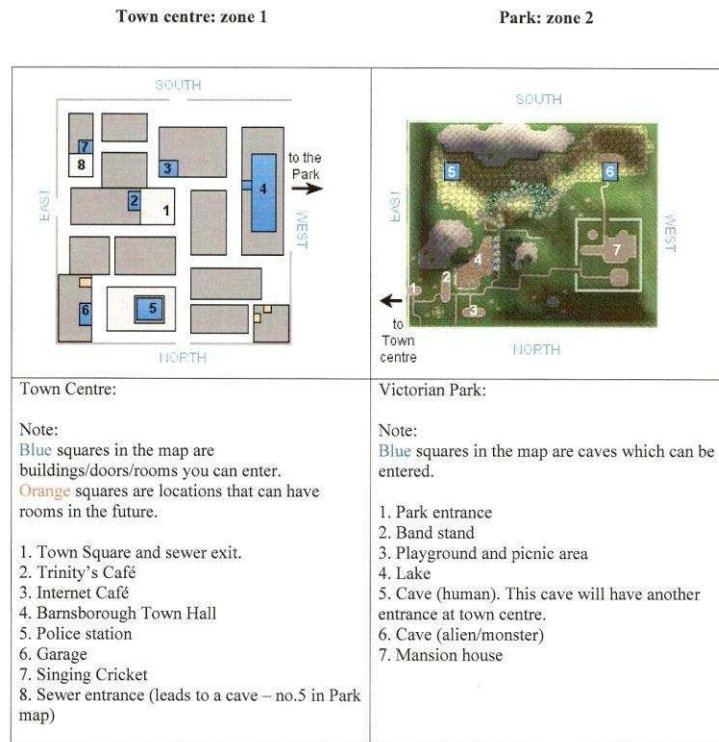 Town centre: zone 1
Park: zone 2
SOUTH
7
8
3
4
to the
Park
EAST
2
1
WEST
6
5
NORTH
SOUTH
5
6
EAST
WEST
7
4
1
2
3
to
Town
centre
NORTH
Town Centre:
Note:
Blue squares in the map are
buildings/doors/rooms you can enter.
Orange squares are locations that can have
rooms in the future.
1. Town Square and sewer exit.
2. Trinity's Café
3. Internet Café
4. Barnsborough Town Hall
5. Police station
6. Garage
7. Singing Cricket
8. Sewer entrance (leads to a cave – no.5 in Park
map)
Victorian Park:
Note:
Blue squares in the map are caves which can be
entered.
1. Park entrance
2. Band stand
3. Playground and picnic area
4. Lake
5. Cave (human). This cave will have another
entrance at town centre.
6. Cave (alien/monster)
7. Mansion house